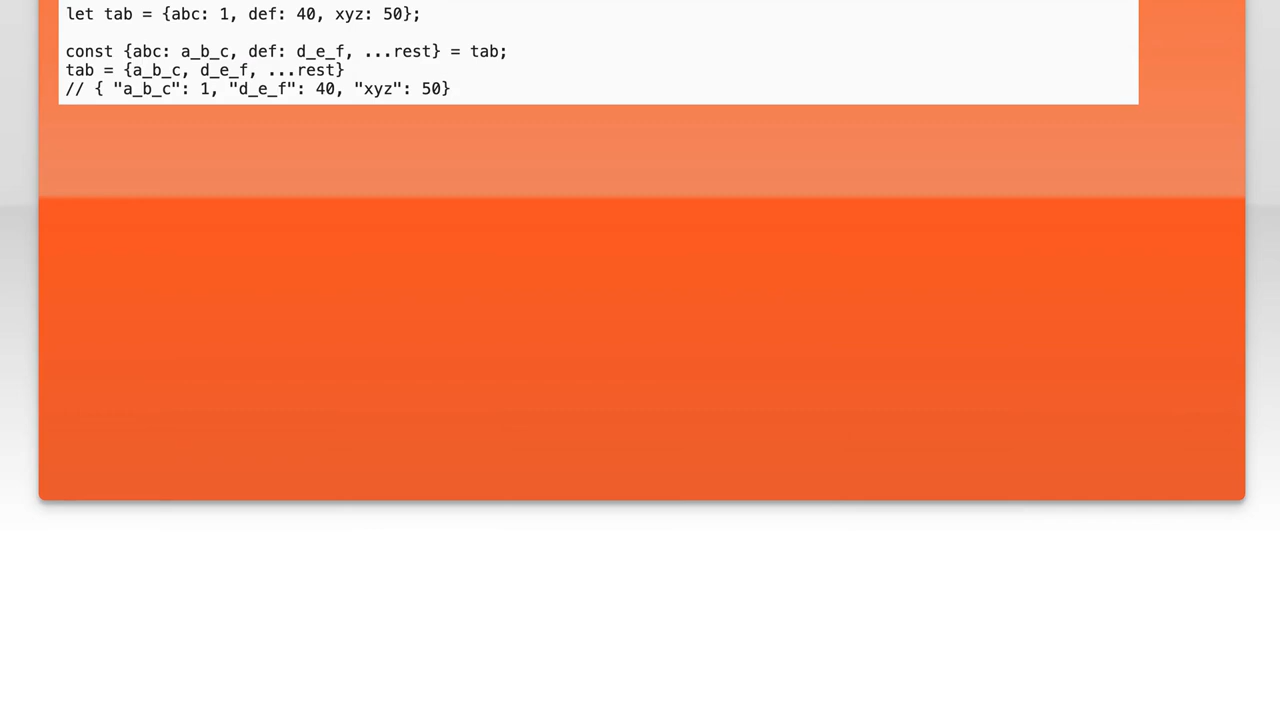 let tab = {abc: 1, def: 40, xyz: 50};
const {abc: a_b_c, def: d_e_f, ...rest} = tab;
tab = {a_b_c, d_e_f, ...rest}
// { "a_b_c": 1, "d_e_f": 40, "xyz": 50}